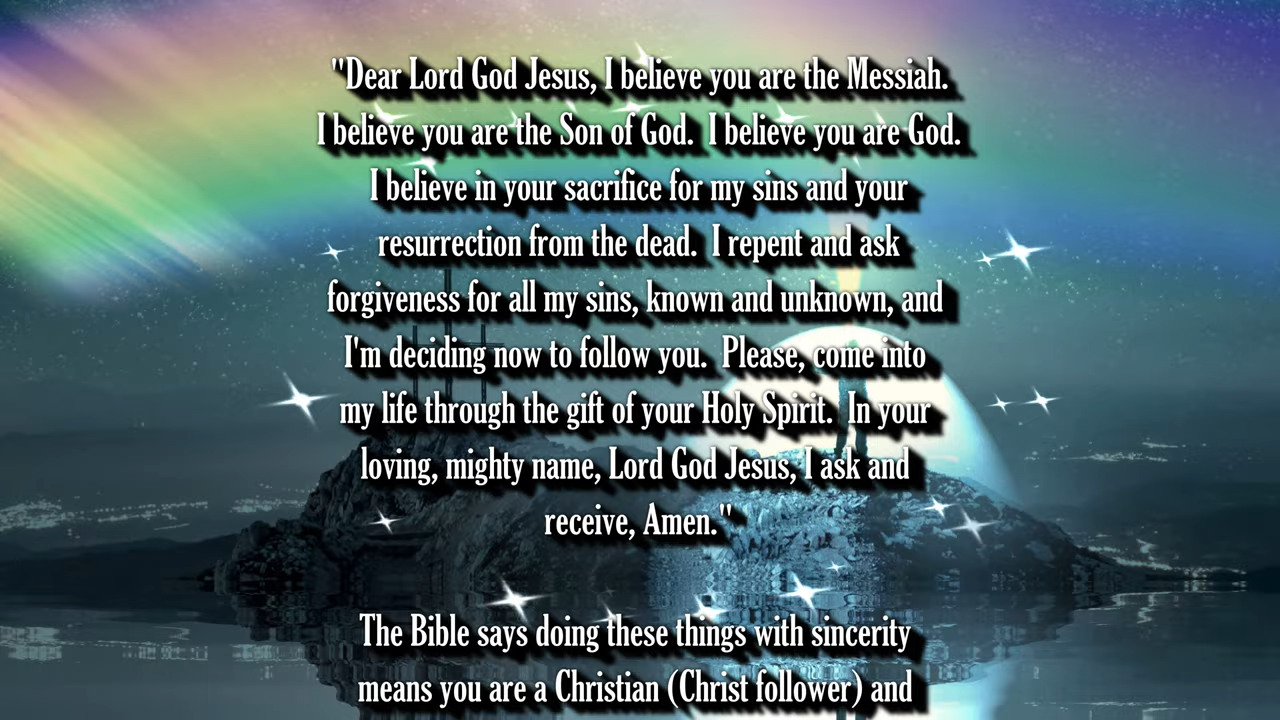 "Dear Lord God Jesus, I believe you are the Messiah.
I believe you are the Son of God.  I believe you are God.
I believe in your sacrifice for my sins and your
resurrection from the dead.  I repent and ask
forgiveness for all my sins, known and unknown, and
I'm deciding now to follow you.  Please, come into
my life through the gift of your Holy Spirit.  In your
loving, mighty name, Lord God Jesus, I ask and
receive, Amen."
The Bible says doing these things with sincerity
means you are a Christian (Christ follower) and